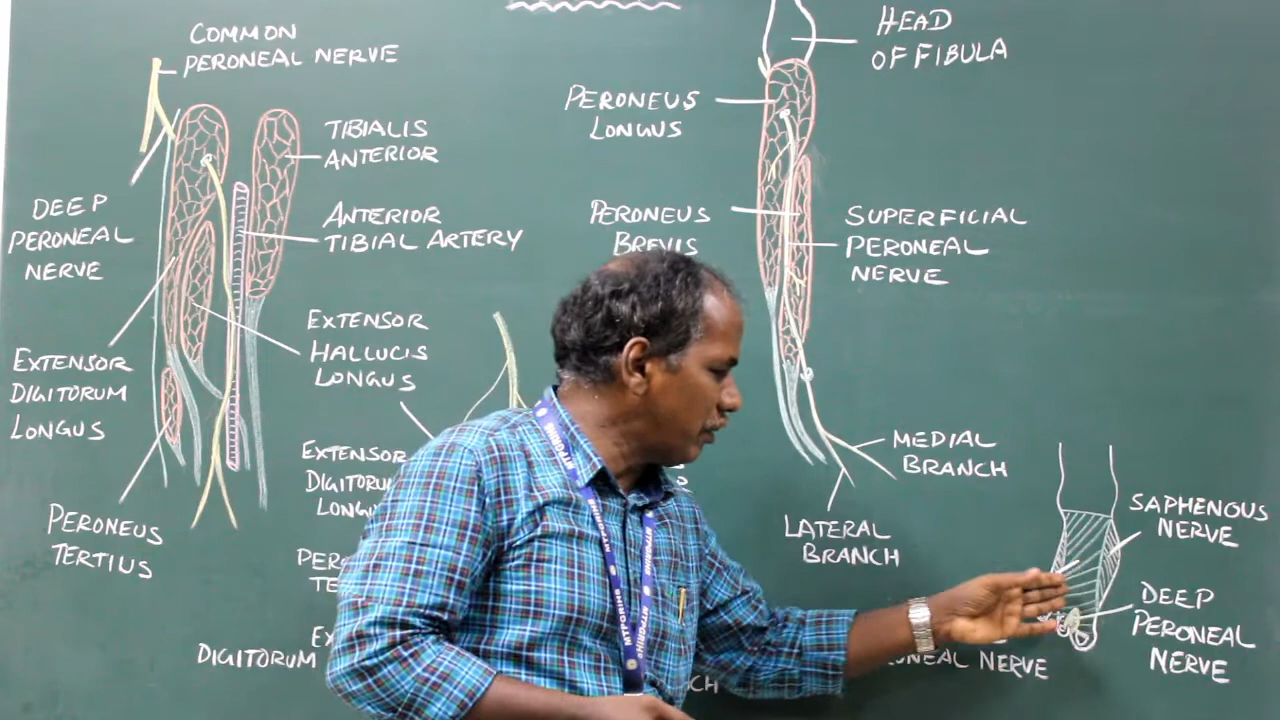 COMMON
PERONEAL NERVE
TIBIALIS
ANTERIOR
DEEP
PERONEAL
NERVE
ANTERIOR
TIBIAL ARTERY
EXTENSOR
HALLUCIS
LONGUS
EXTENSOR
DIGITORUM
LONGUS
PERONEUS
TERTIUS
EXTENSOR
DIGITORUM
HEAD
OF FIBULA
PERONEUS
LONGUS
PERONEUS
BREVIS
SUPERFICIAL
PERONEAL
NERVE
MEDIAL
BRANCH
LATERAL
BRANCH
SAPHENOUS
NERVE
DEEP
PERONEAL
NERVE
NERVE
MTPGRIHS
MTPGRIHS